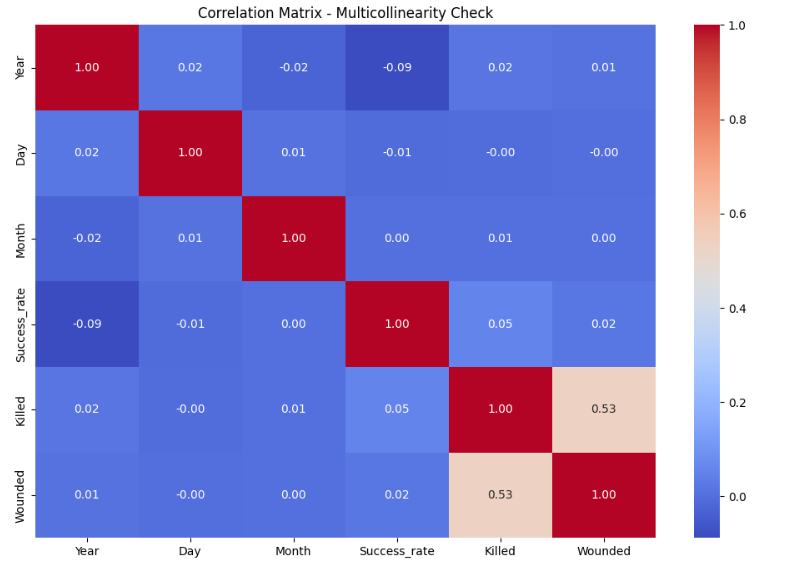 Correlation Matrix - Multicollinearity Check
Year 1.00 0.02 -0.02 -0.09 0.02 0.01
Day 0.02 1.00 0.01 -0.01 -0.00 -0.00
Month -0.02 0.01 1.00 0.00 0.01 0.00
Success_rate -0.09 -0.01 0.00 1.00 0.05 0.02
Killed 0.02 -0.00 0.01 0.05 1.00 0.53
Wounded 0.01 -0.00 0.00 0.02 0.53 1.00
Year Day Month Success_rate Killed Wounded
1.0
0.8
0.6
0.4
0.2
0.0